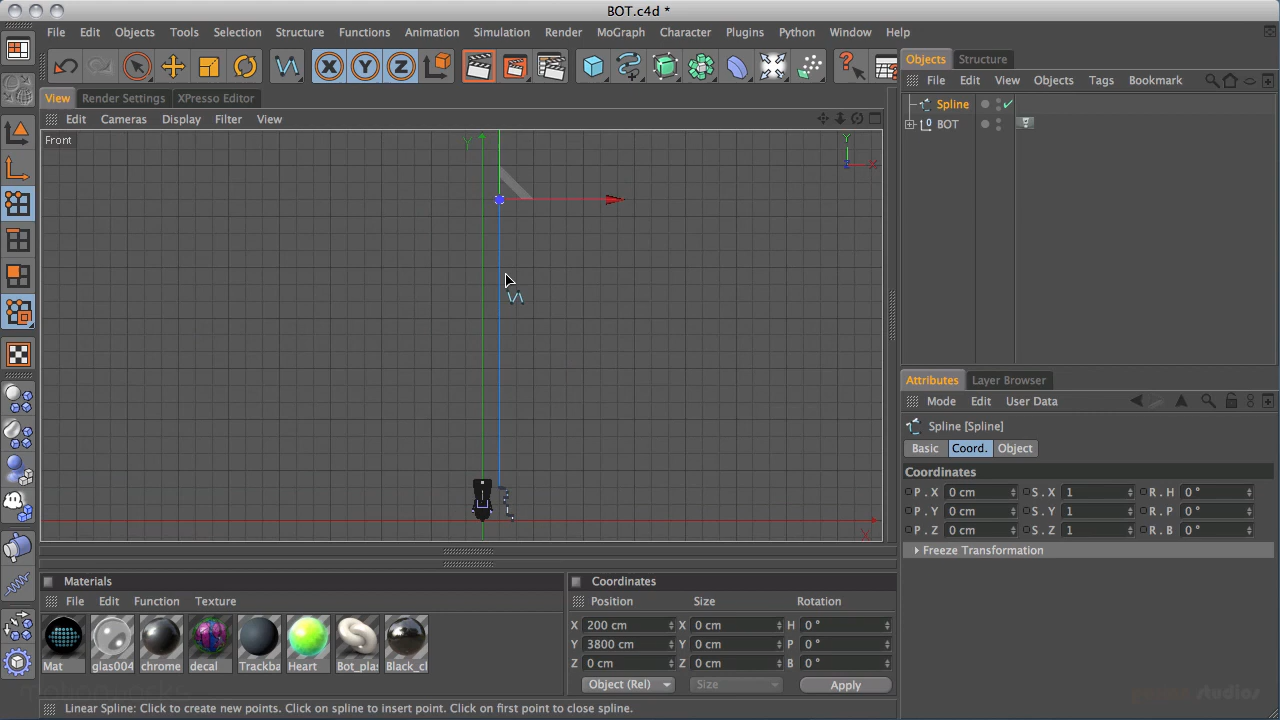 BOT.c4d *
File Edit Objects Tools Selection Structure Functions Animation Simulation Render MoGraph Character Plugins Python Window Help
View Render Settings XPresso Editor
Edit Cameras Display Filter View
Front
Y
X
Y
X
Objects Structure
File Edit View Objects Tags Bookmark
Spline
BOT
Attributes Layer Browser
Mode Edit User Data
Spline [Spline]
Basic Coord. Object
Coordinates
P . X 0 cm S . X 1 R . H 0 °
P . Y 0 cm S . Y 1 R . P 0 °
P . Z 0 cm S . Z 1 R . B 0 °
Freeze Transformation
Materials
File Edit Function Texture
Mat glas004 chrome decal Trackba Heart Bot_plas Black_cl
Coordinates
Position Size Rotation
X 200 cm X 0 cm H 0 °
Y 3800 cm Y 0 cm P 0 °
Z 0 cm Z 0 cm B 0 °
Object (Rel) Size Apply
Linear Spline: Click to create new points. Click on spline to insert point. Click on first point to close spline.
studios